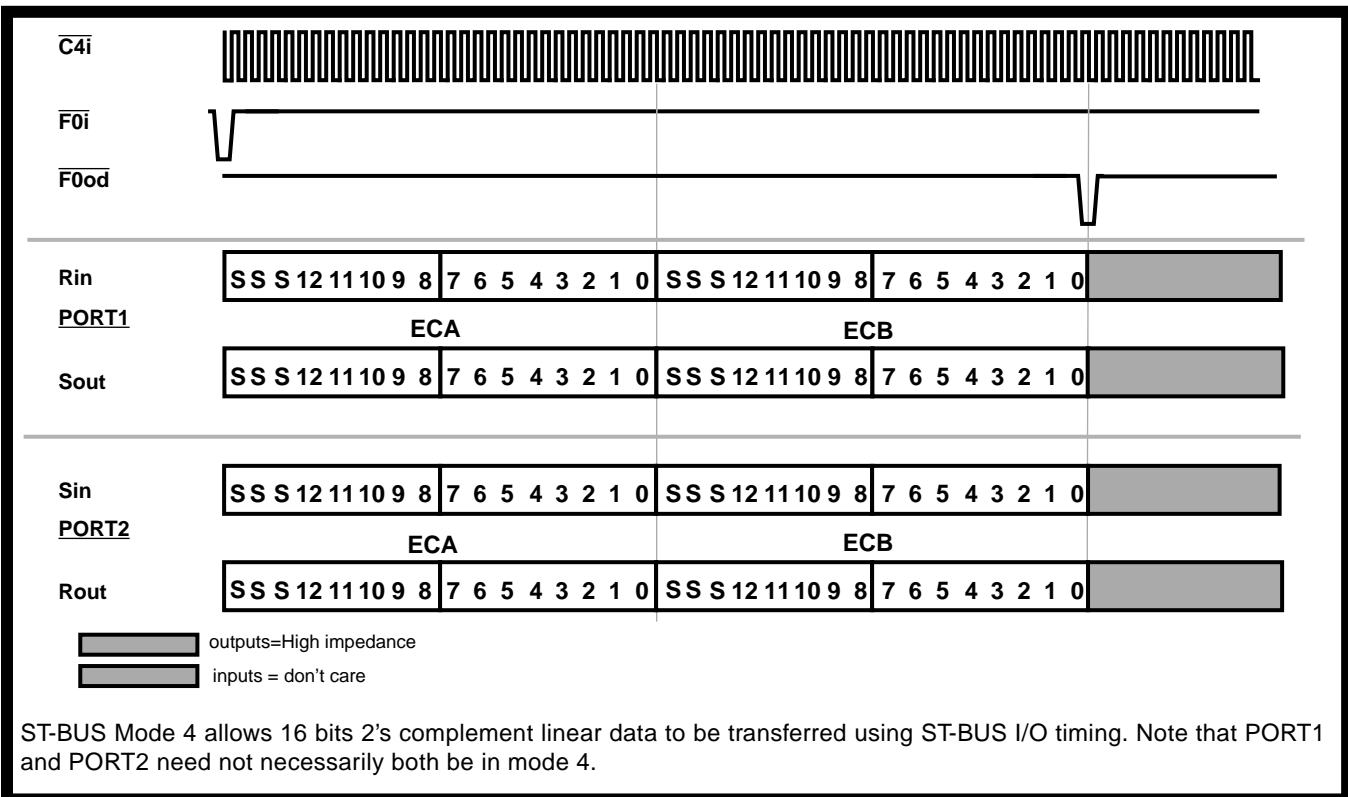 C4i
F0i
F0od
Rin S S S 12 11 10 9 8 7 6 5 4 3 2 1 0 S S S 12 11 10 9 8 7 6 5 4 3 2 1 0
PORT1
ECA ECB
Sout S S S 12 11 10 9 8 7 6 5 4 3 2 1 0 S S S 12 11 10 9 8 7 6 5 4 3 2 1 0
Sin S S S 12 11 10 9 8 7 6 5 4 3 2 1 0 S S S 12 11 10 9 8 7 6 5 4 3 2 1 0
PORT2
ECA ECB
Rout S S S 12 11 10 9 8 7 6 5 4 3 2 1 0 S S S 12 11 10 9 8 7 6 5 4 3 2 1 0
outputs=High impedance
inputs = don't care
ST-BUS Mode 4 allows 16 bits 2's complement linear data to be transferred using ST-BUS I/O timing. Note that PORT1
and PORT2 need not necessarily both be in mode 4.